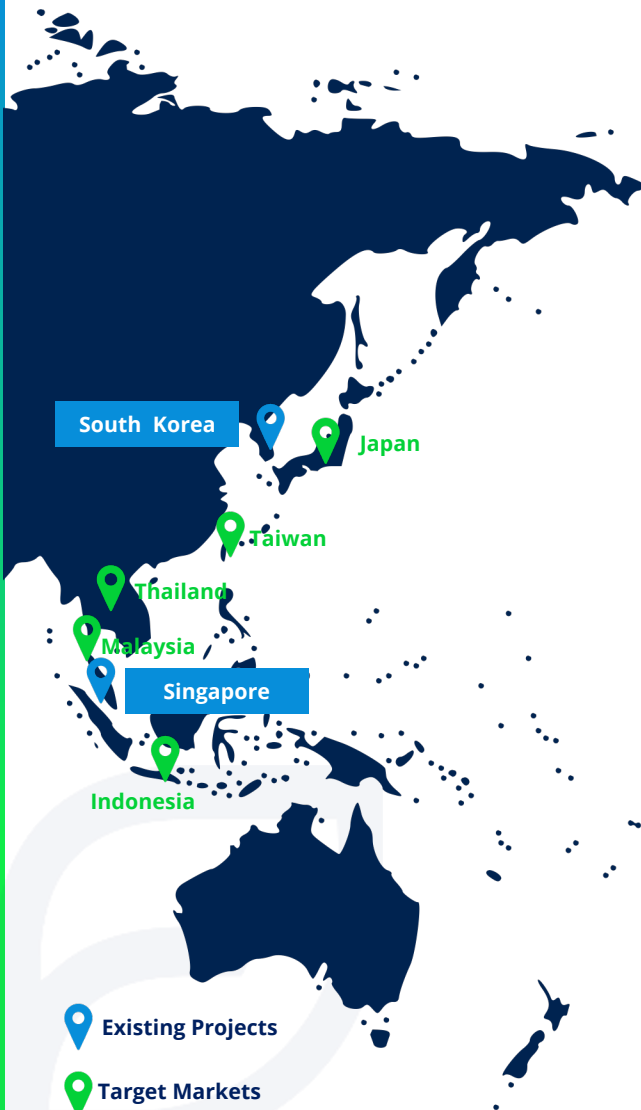 South Korea
Japan
Taiwan
Thailand
Malaysia
Singapore
Indonesia
Existing Projects
Target Markets